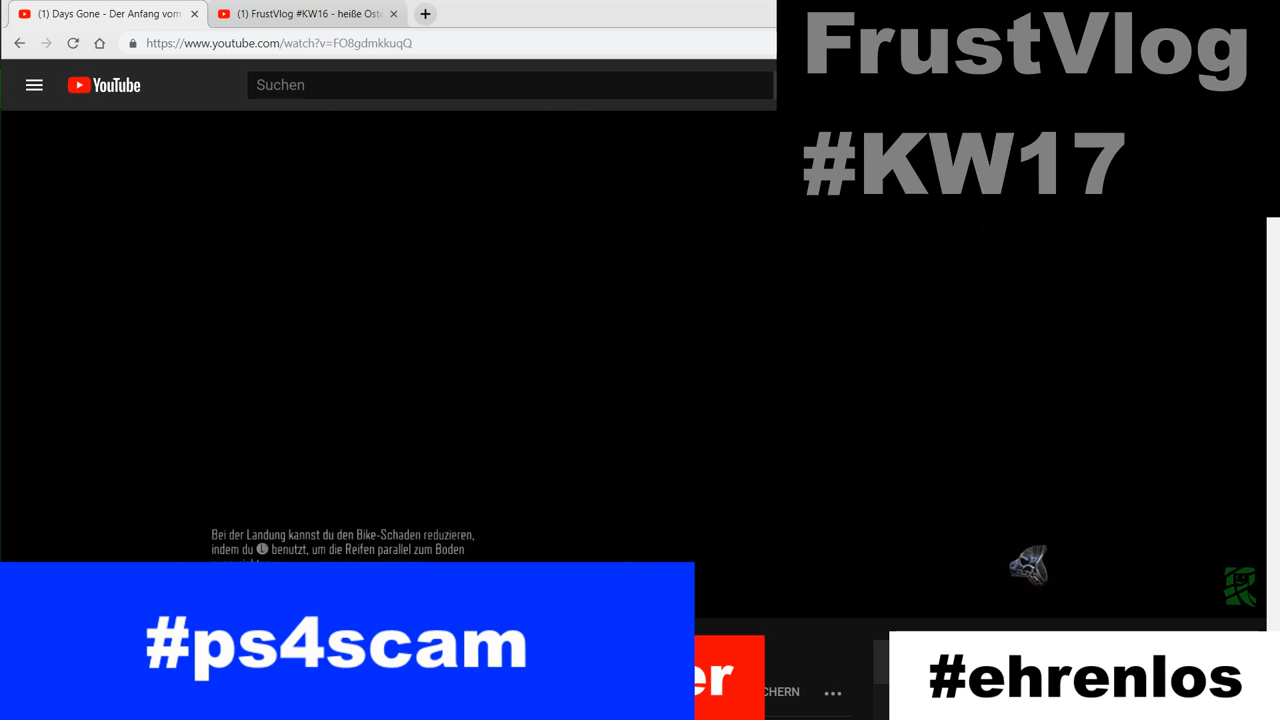 (1) Days Gone - Der Anfang vom
(1) FrustVlog #KW16 - heiße Oste
https://www.youtube.com/watch?v=FO8gdmkkuqQ
YouTube
Suchen
FrustVlog
#KW17
Bei der Landung kannst du den Bike-Schaden reduzieren,
indem du L benutzt, um die Reifen parallel zum Boden
#ps4scam
er
CHERN
#ehrenlos